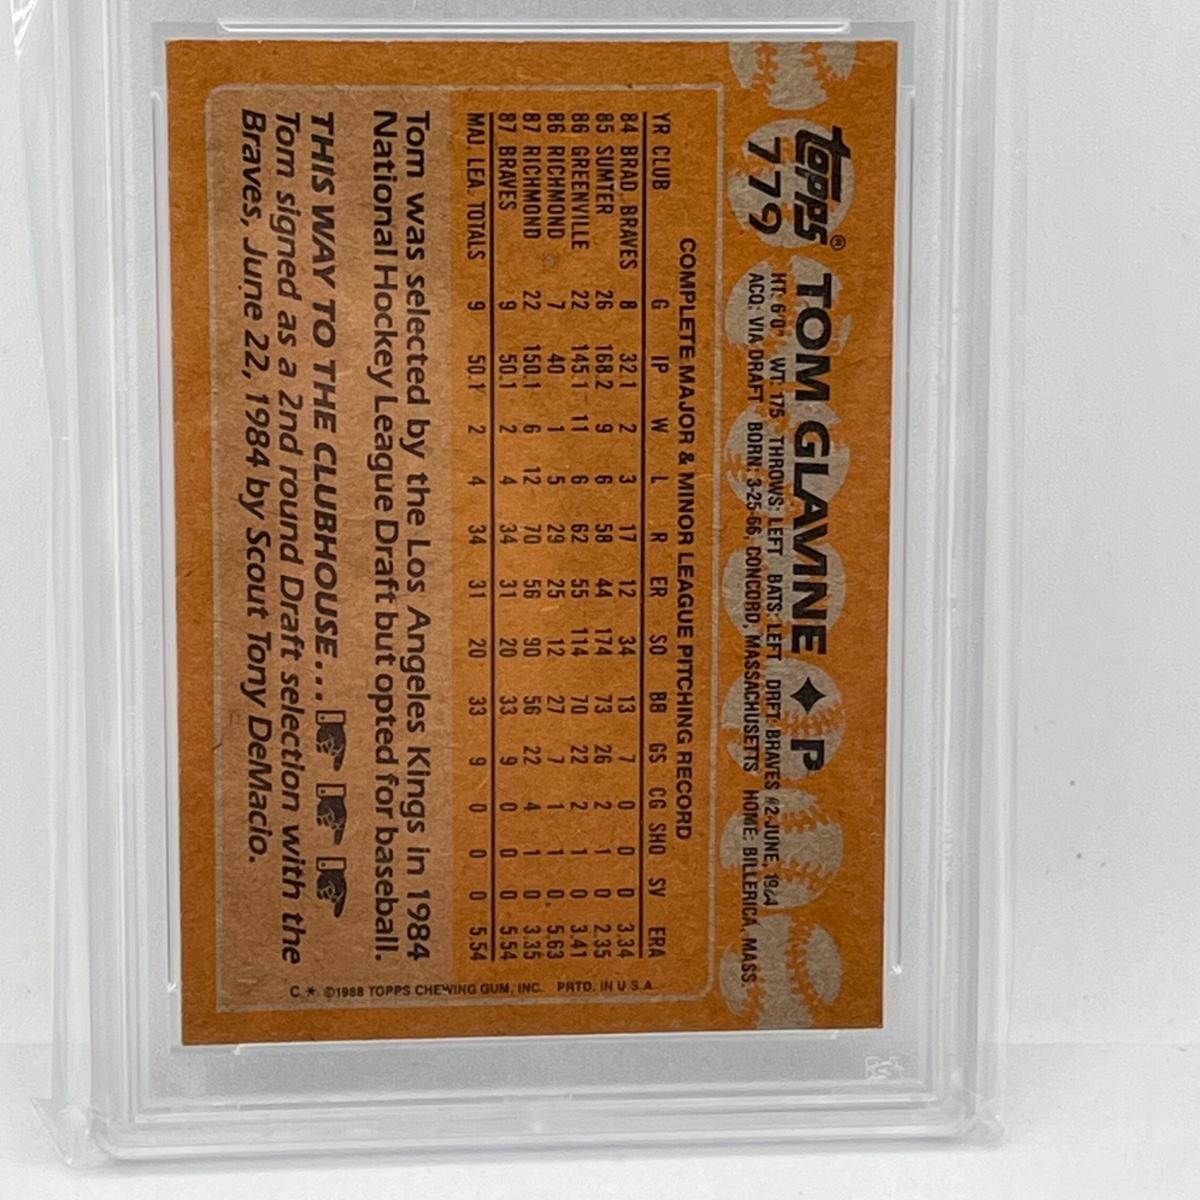 topps®
779
TOM GLAVINE ✦ P
HT: 6'0" WT: 175 THROWS: LEFT BATS: LEFT DRFT: BRAVES #2-JUNE, 1984
ACQ: VIA DRAFT BORN: 3-25-66, CONCORD, MASSACHUSETTS HOME: BILLERICA, MASS.
COMPLETE MAJOR & MINOR LEAGUE PITCHING RECORD
YR CLUB G IP W L R ER SO BB GS CG SHO SV ERA
84 BRAD. BRAVES 8 32.1 2 3 17 12 34 13 7 0 0 0 3.34
85 SUMTER 26 168.2 9 6 58 44 174 73 26 2 1 0 2.35
86 GREENVILLE 22 145.1 11 6 62 55 114 70 22 2 1 0 3.41
86 RICHMOND 7 40 1 5 29 25 12 27 7 1 1 0 5.63
87 RICHMOND 22 150.1 6 12 70 56 90 56 22 4 1 0 3.35
87 BRAVES 9 50.1 2 4 34 31 20 33 9 0 0 0 5.54
MAJ. LEA. TOTALS 9 50.1 2 4 34 31 20 33 9 0 0 0 5.54
Tom was selected by the Los Angeles Kings in 1984
National Hockey League Draft but opted for baseball.
THIS WAY TO THE CLUBHOUSE...
Tom signed as a 2nd round Draft selection with the
Braves, June 22, 1984 by Scout Tony DeMacio.
C ★ ©1988 TOPPS CHEWING GUM, INC. PRTD. IN U.S.A.